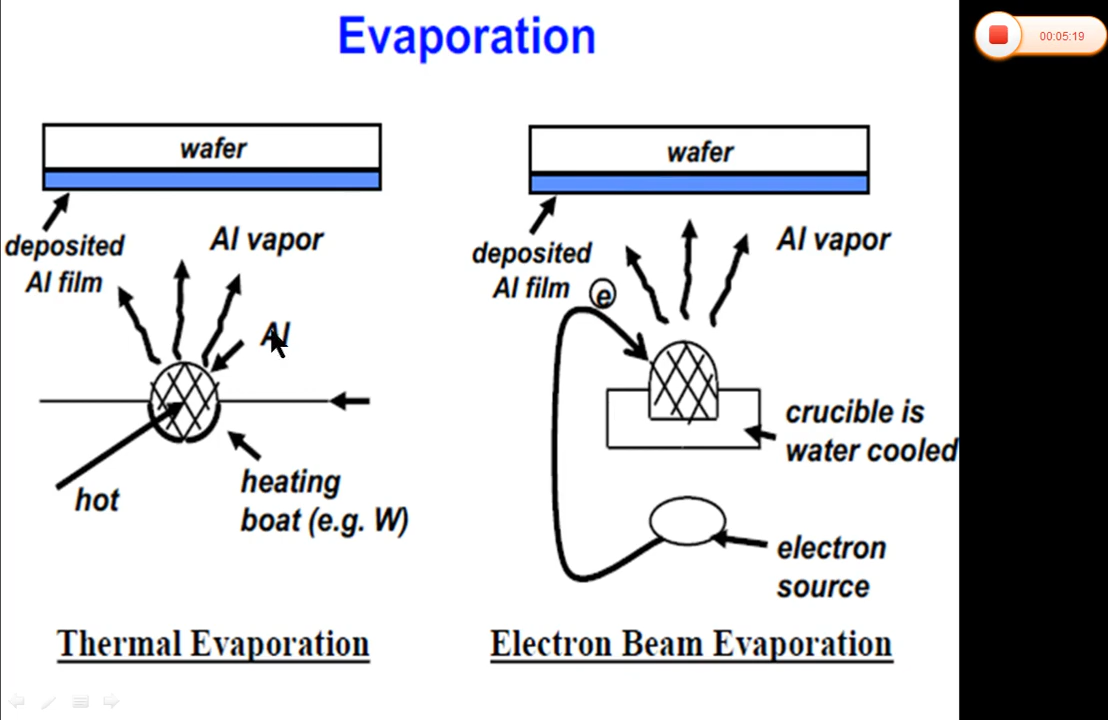 Evaporation
00:05:19
wafer
deposited
Al film
Al vapor
Al
hot
heating
boat (e.g. W)
Thermal Evaporation
wafer
deposited
Al film
Al vapor
e
crucible is
water cooled
electron
source
Electron Beam Evaporation